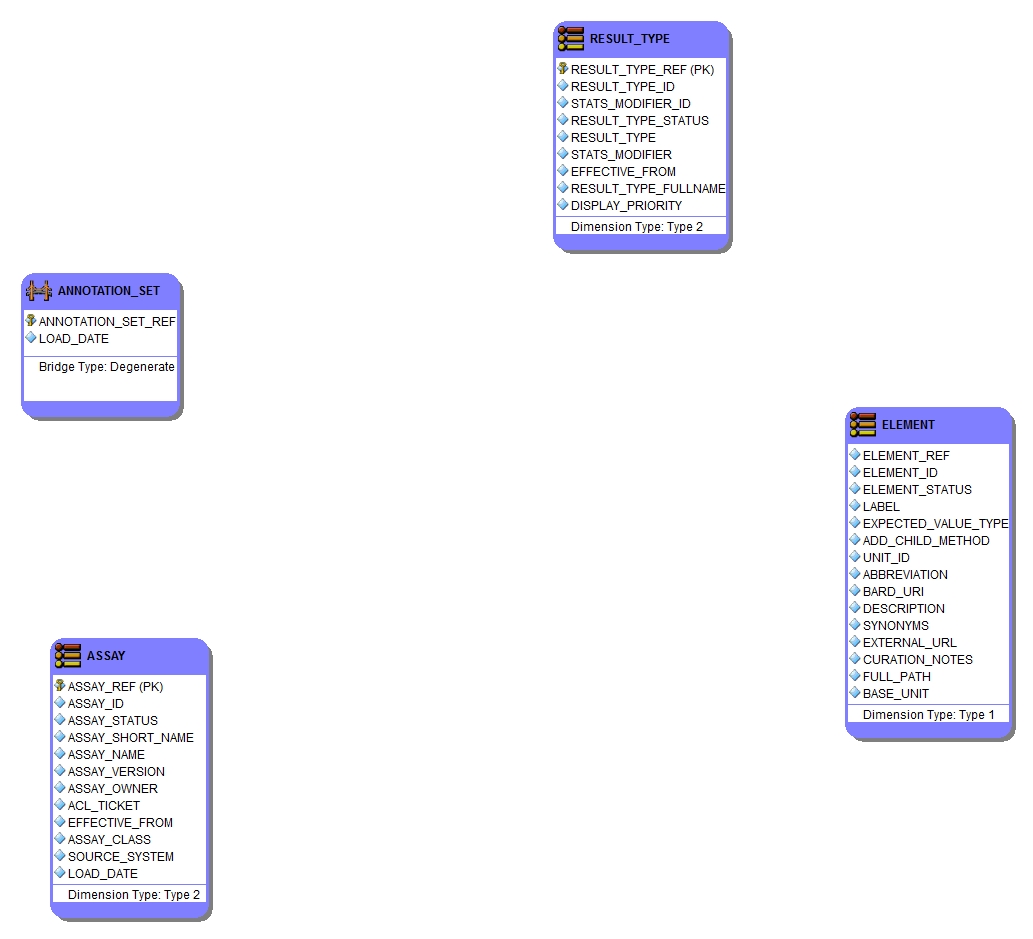 RESULT_TYPE
RESULT_TYPE_REF (PK)
RESULT_TYPE_ID
STATS_MODIFIER_ID
RESULT_TYPE_STATUS
RESULT_TYPE
STATS_MODIFIER
EFFECTIVE_FROM
RESULT_TYPE_FULLNAME
DISPLAY_PRIORITY
Dimension Type: Type 2
ANNOTATION_SET
ANNOTATION_SET_REF
LOAD_DATE
Bridge Type: Degenerate
ELEMENT
ELEMENT_REF
ELEMENT_ID
ELEMENT_STATUS
LABEL
EXPECTED_VALUE_TYPE
ADD_CHILD_METHOD
UNIT_ID
ABBREVIATION
BARD_URI
DESCRIPTION
SYNONYMS
EXTERNAL_URL
CURATION_NOTES
FULL_PATH
BASE_UNIT
Dimension Type: Type 1
ASSAY
ASSAY_REF (PK)
ASSAY_ID
ASSAY_STATUS
ASSAY_SHORT_NAME
ASSAY_NAME
ASSAY_VERSION
ASSAY_OWNER
ACL_TICKET
EFFECTIVE_FROM
ASSAY_CLASS
SOURCE_SYSTEM
LOAD_DATE
Dimension Type: Type 2